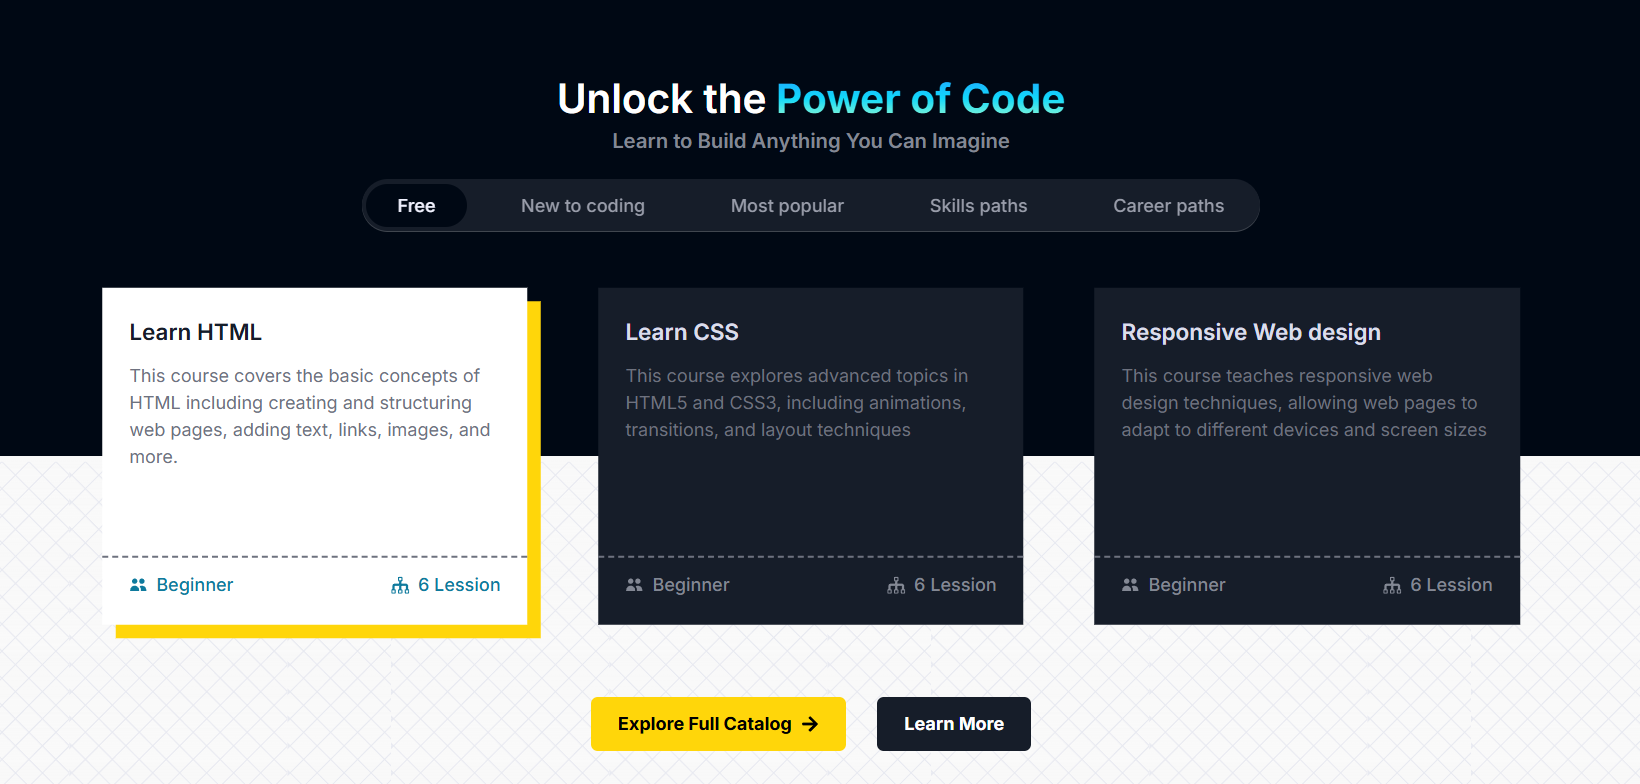 Unlock the Power of Code
Learn to Build Anything You Can Imagine
Free
New to coding
Most popular
Skills paths
Career paths
Learn HTML
This course covers the basic concepts of
HTML including creating and structuring
web pages, adding text, links, images, and
more.
Beginner
6 Lession
Learn CSS
This course explores advanced topics in
HTML5 and CSS3, including animations,
transitions, and layout techniques
Beginner
6 Lession
Responsive Web design
This course teaches responsive web
design techniques, allowing web pages to
adapt to different devices and screen sizes
Beginner
6 Lession
Explore Full Catalog
Learn More